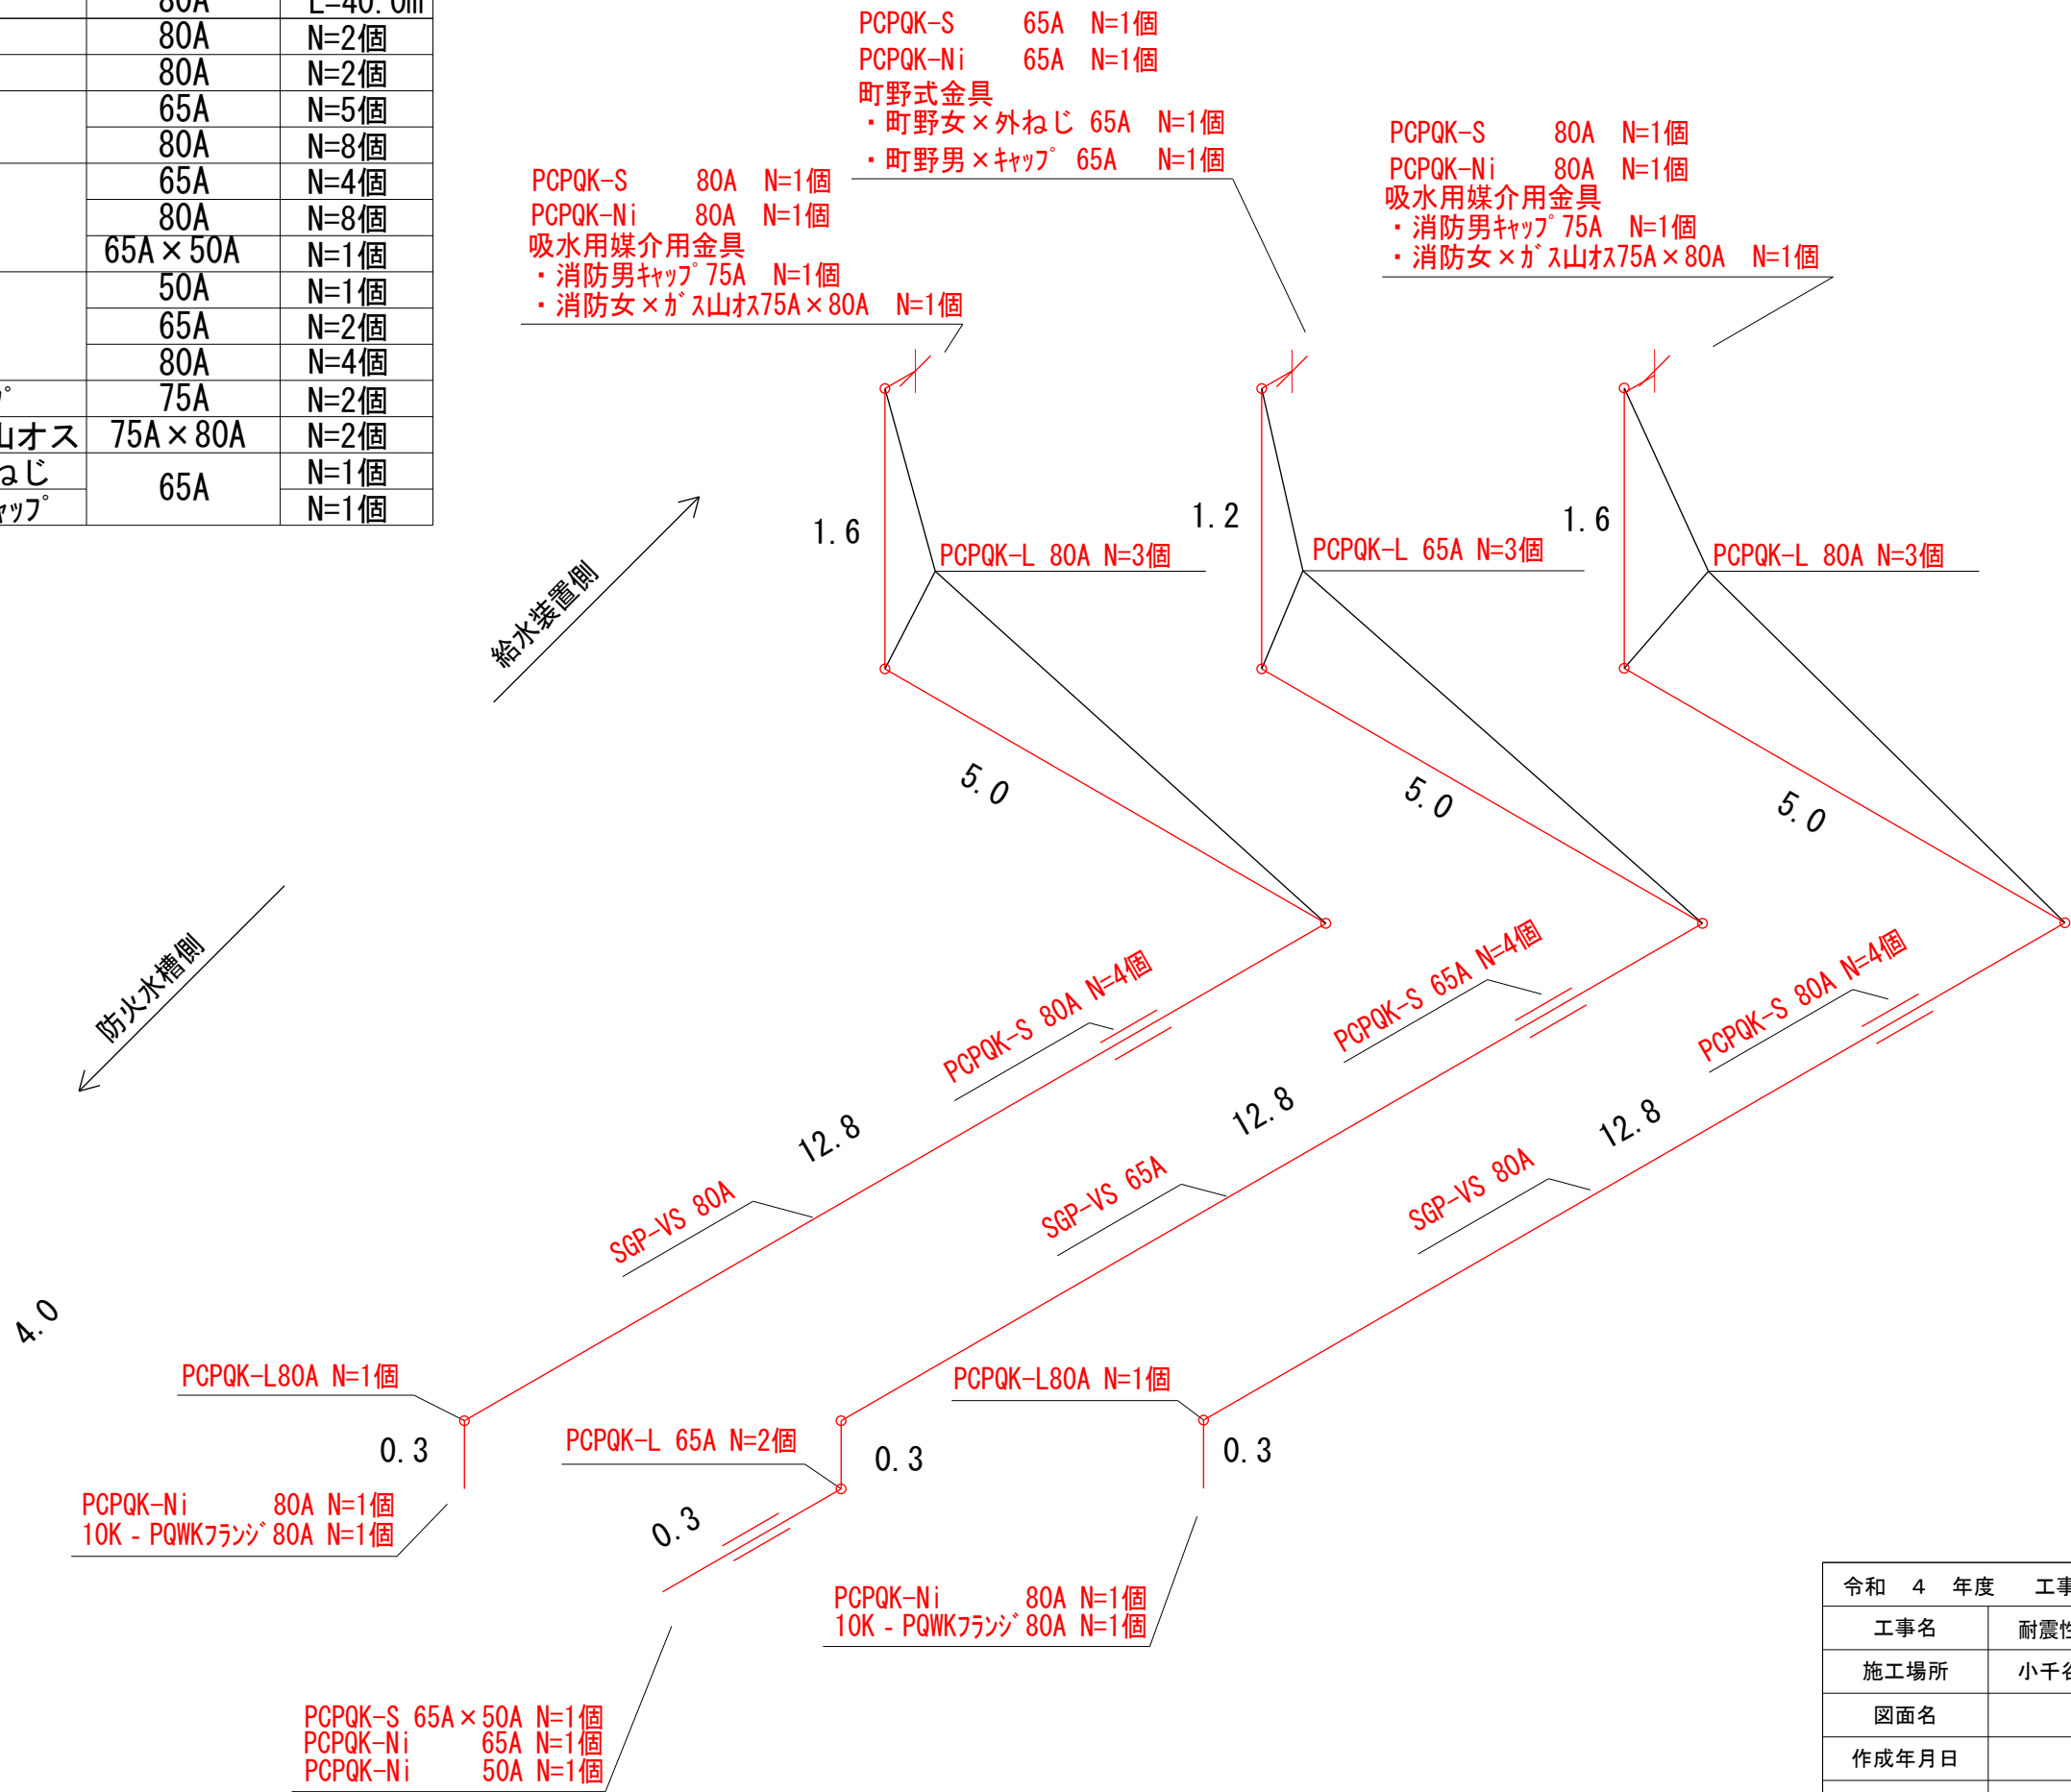 80A L=40.0m
80A N=2個
80A N=2個
65A N=5個
80A N=8個
65A N=4個
80A N=8個
65A×50A N=1個
50A N=1個
65A N=2個
80A N=4個
75A N=2個
山オス 75A×80A N=2個
ねじ 65A N=1個
ｬｯﾌﾟ N=1個
PCPQK-S 65A N=1個
PCPQK-Ni 65A N=1個
町野式金具
・町野女×外ねじ 65A N=1個
・町野男×ｷｬｯﾌﾟ 65A N=1個
PCPQK-S 80A N=1個
PCPQK-Ni 80A N=1個
吸水用媒介用金具
・消防男ｷｬｯﾌﾟ75A N=1個
・消防女×ｶﾞｽ山ｵｽ75A×80A N=1個
PCPQK-S 80A N=1個
PCPQK-Ni 80A N=1個
吸水用媒介用金具
・消防男ｷｬｯﾌﾟ75A N=1個
・消防女×ｶﾞｽ山ｵｽ75A×80A N=1個
1.6
PCPQK-L 80A N=3個
1.2
PCPQK-L 65A N=3個
1.6
PCPQK-L 80A N=3個
給水装置側
5.0
5.0
5.0
防火水槽側
PCPQK-S 80A N=4個
PCPQK-S 65A N=4個
PCPQK-S 80A N=4個
12.8
12.8
12.8
SGP-VS 80A
SGP-VS 65A
SGP-VS 80A
4.0
PCPQK-L80A N=1個
0.3
PCPQK-L 65A N=2個
0.3
PCPQK-L80A N=1個
0.3
PCPQK-Ni 80A N=1個
10K - PQWKﾌﾗﾝｼﾞ 80A N=1個
0.3
PCPQK-Ni 80A N=1個
10K - PQWKﾌﾗﾝｼﾞ 80A N=1個
PCPQK-S 65A×50A N=1個
PCPQK-Ni 65A N=1個
PCPQK-Ni 50A N=1個
令和 4 年度 工事
工事名 耐震性
施工場所 小千谷
図面名
作成年月日